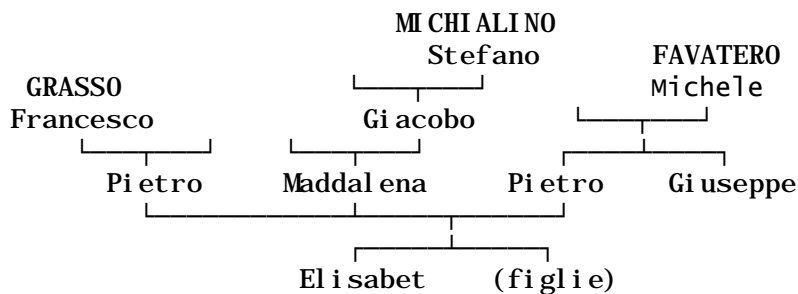 MICHIALINO
Stefano FAVATERO
GRASSO Michele
Francesco Giacobo
Pietro Maddalena Pietro Giuseppe
Elisabet (figlie)